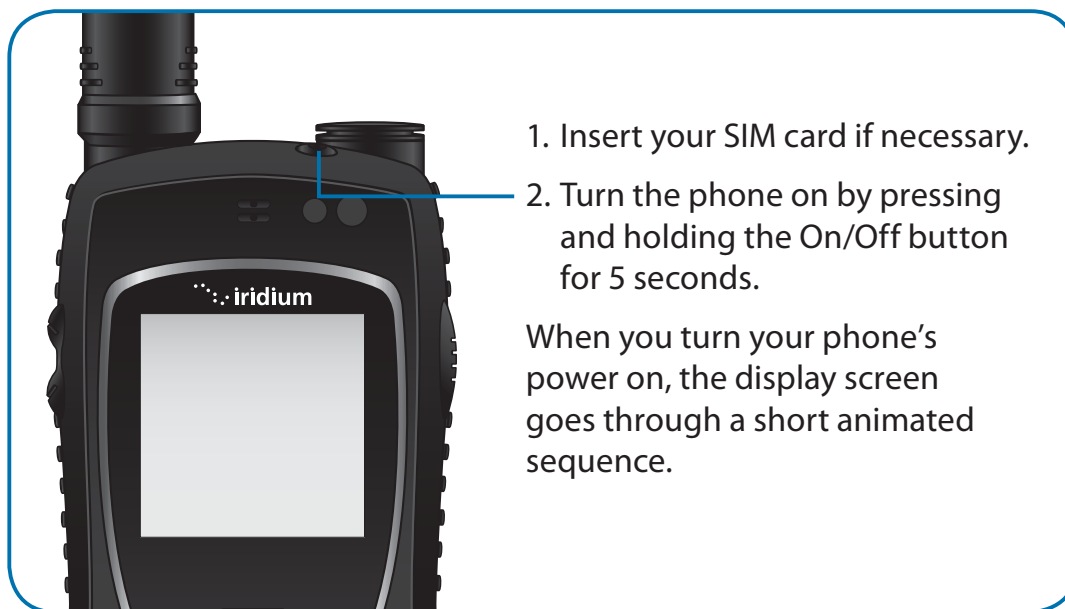 iridium
1. Insert your SIM card if necessary.
2. Turn the phone on by pressing
and holding the On/Off button
for 5 seconds.
When you turn your phone’s
power on, the display screen
goes through a short animated
sequence.